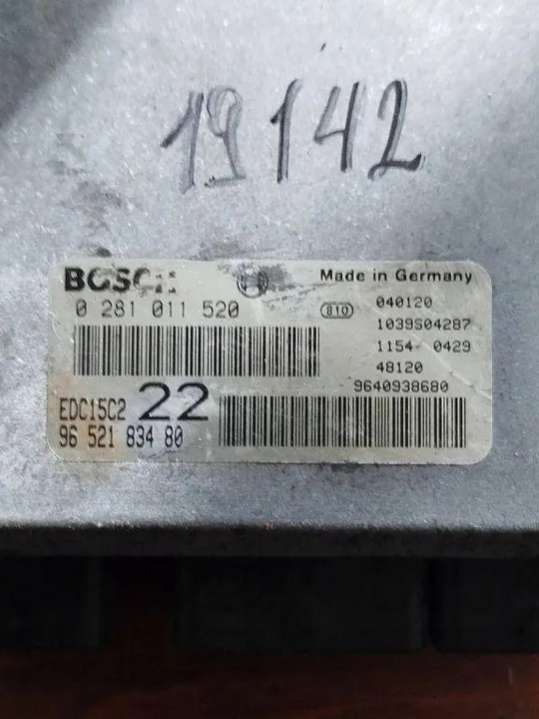 19142
BOSCH
Made in Germany
0 281 011 520
810
040120
1039S04287
1154- 0429
48120
9640938680
EDC15C2 22
96 521 834 80